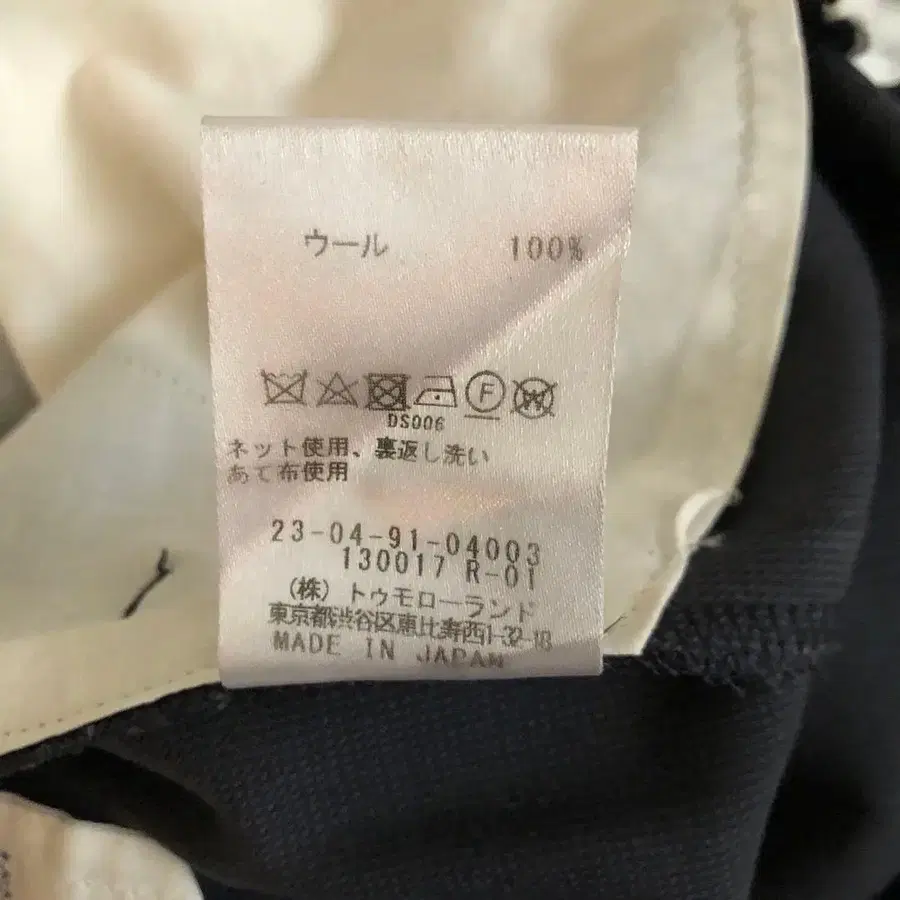 ウール 100%
F W
DS006
ネット使用、裏返し洗い
あて布使用
23-04-91-04003
130017 R-01
(株) トゥモローランド
東京都渋谷区恵比寿西1-32-18
MADE IN JAPAN